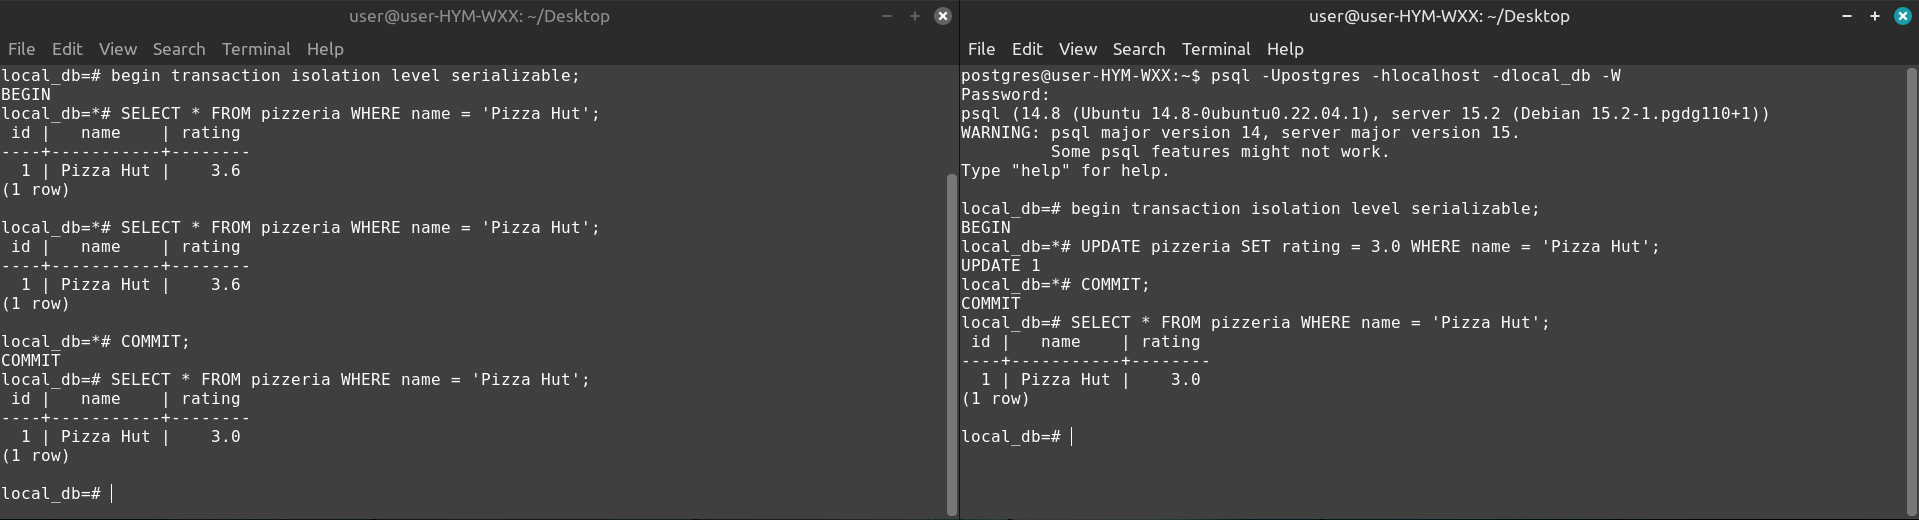 user@user-HYM-WXX: ~/Desktop
File Edit View Search Terminal Help
local_db=# begin transaction isolation level serializable;
BEGIN
local_db=*# SELECT * FROM pizzeria WHERE name = 'Pizza Hut';
 id |   name    | rating
----+-----------+--------
  1 | Pizza Hut |    3.6
(1 row)

local_db=*# SELECT * FROM pizzeria WHERE name = 'Pizza Hut';
 id |   name    | rating
----+-----------+--------
  1 | Pizza Hut |    3.6
(1 row)

local_db=*# COMMIT;
COMMIT
local_db=# SELECT * FROM pizzeria WHERE name = 'Pizza Hut';
 id |   name    | rating
----+-----------+--------
  1 | Pizza Hut |    3.0
(1 row)

local_db=#
user@user-HYM-WXX: ~/Desktop
File Edit View Search Terminal Help
postgres@user-HYM-WXX:~$ psql -Upostgres -hlocalhost -dlocal_db -W
Password:
psql (14.8 (Ubuntu 14.8-0ubuntu0.22.04.1), server 15.2 (Debian 15.2-1.pgdg110+1))
WARNING: psql major version 14, server major version 15.
         Some psql features might not work.
Type "help" for help.

local_db=# begin transaction isolation level serializable;
BEGIN
local_db=*# UPDATE pizzeria SET rating = 3.0 WHERE name = 'Pizza Hut';
UPDATE 1
local_db=*# COMMIT;
COMMIT
local_db=# SELECT * FROM pizzeria WHERE name = 'Pizza Hut';
 id |   name    | rating
----+-----------+--------
  1 | Pizza Hut |    3.0
(1 row)

local_db=#